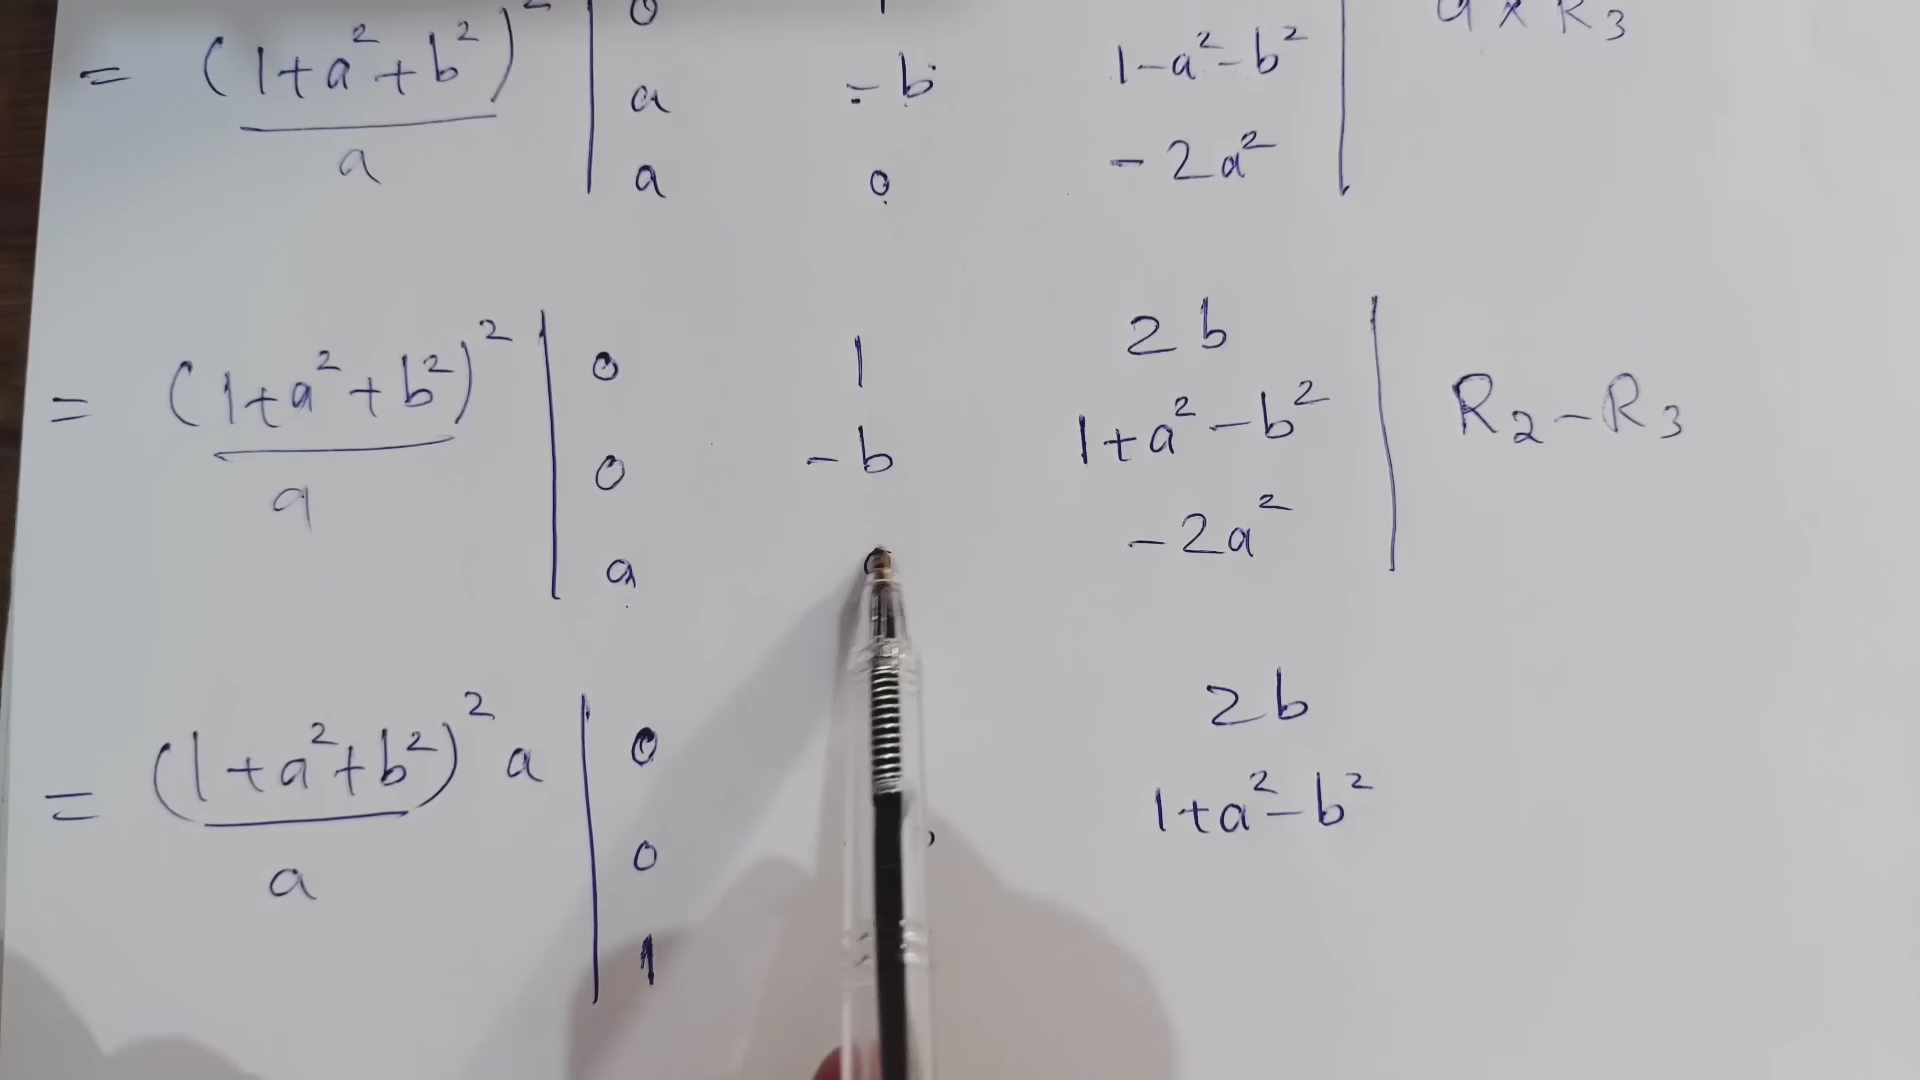 0 1 a × R₃
= (1+a²+b²)² | a -b 1-a²-b² |
a a 0 -2a²
0 1 2b
= (1+a²+b²)² | 0 -b 1+a²-b² | R₂-R₃
a a 0 -2a²
0 2b
= (1+a²+b²)² a | 0 1+a²-b²
a 1